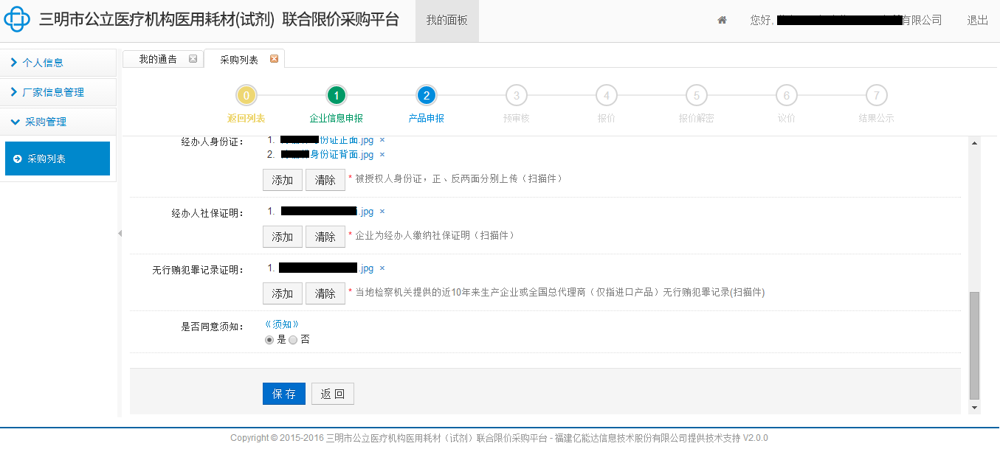 三明市公立医疗机构医用耗材(试剂) 联合限价采购平台
我的面板
您好, 有限公司
退出
个人信息
厂家信息管理
采购管理
采购列表
我的通告
采购列表
0 1 2 3 4 5 6 7
返回列表 企业信息申报 产品申报 预审核 报价 报价解密 议价 结果公示
经办人身份证：
1. 份证正面.jpg ×
2. 身份证背面.jpg ×
添加 清除 * 被授权人身份证，正、反两面分别上传（扫描件）
经办人社保证明：
1. .jpg ×
添加 清除 * 企业为经办人缴纳社保证明（扫描件）
无行贿犯罪记录证明：
1. .jpg ×
添加 清除 * 当地检察机关提供的近10年来生产企业或全国总代理商（仅指进口产品）无行贿犯罪记录(扫描件)
是否同意须知：
《须知》
是 否
保 存 返 回
Copyright © 2015-2016 三明市公立医疗机构医用耗材（试剂）联合限价采购平台 - 福建亿能达信息技术股份有限公司提供技术支持 V2.0.0